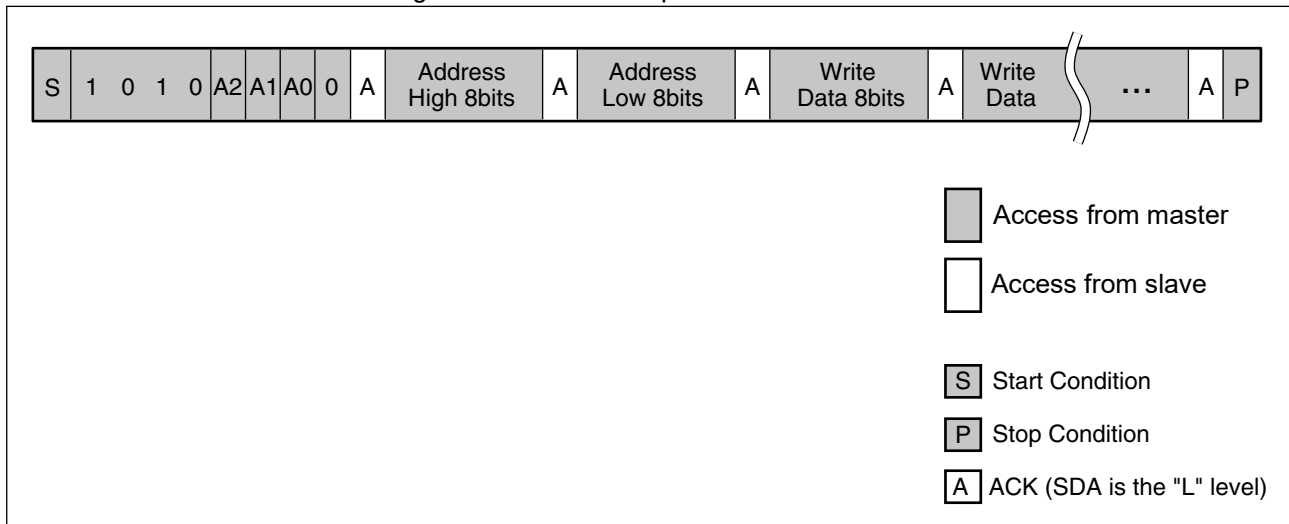 S 1 0 1 0 A2 A1 A0 0 A Address High 8bits A Address Low 8bits A Write Data 8bits A Write Data ... A P
Access from master
Access from slave
S Start Condition
P Stop Condition
A ACK (SDA is the "L" level)